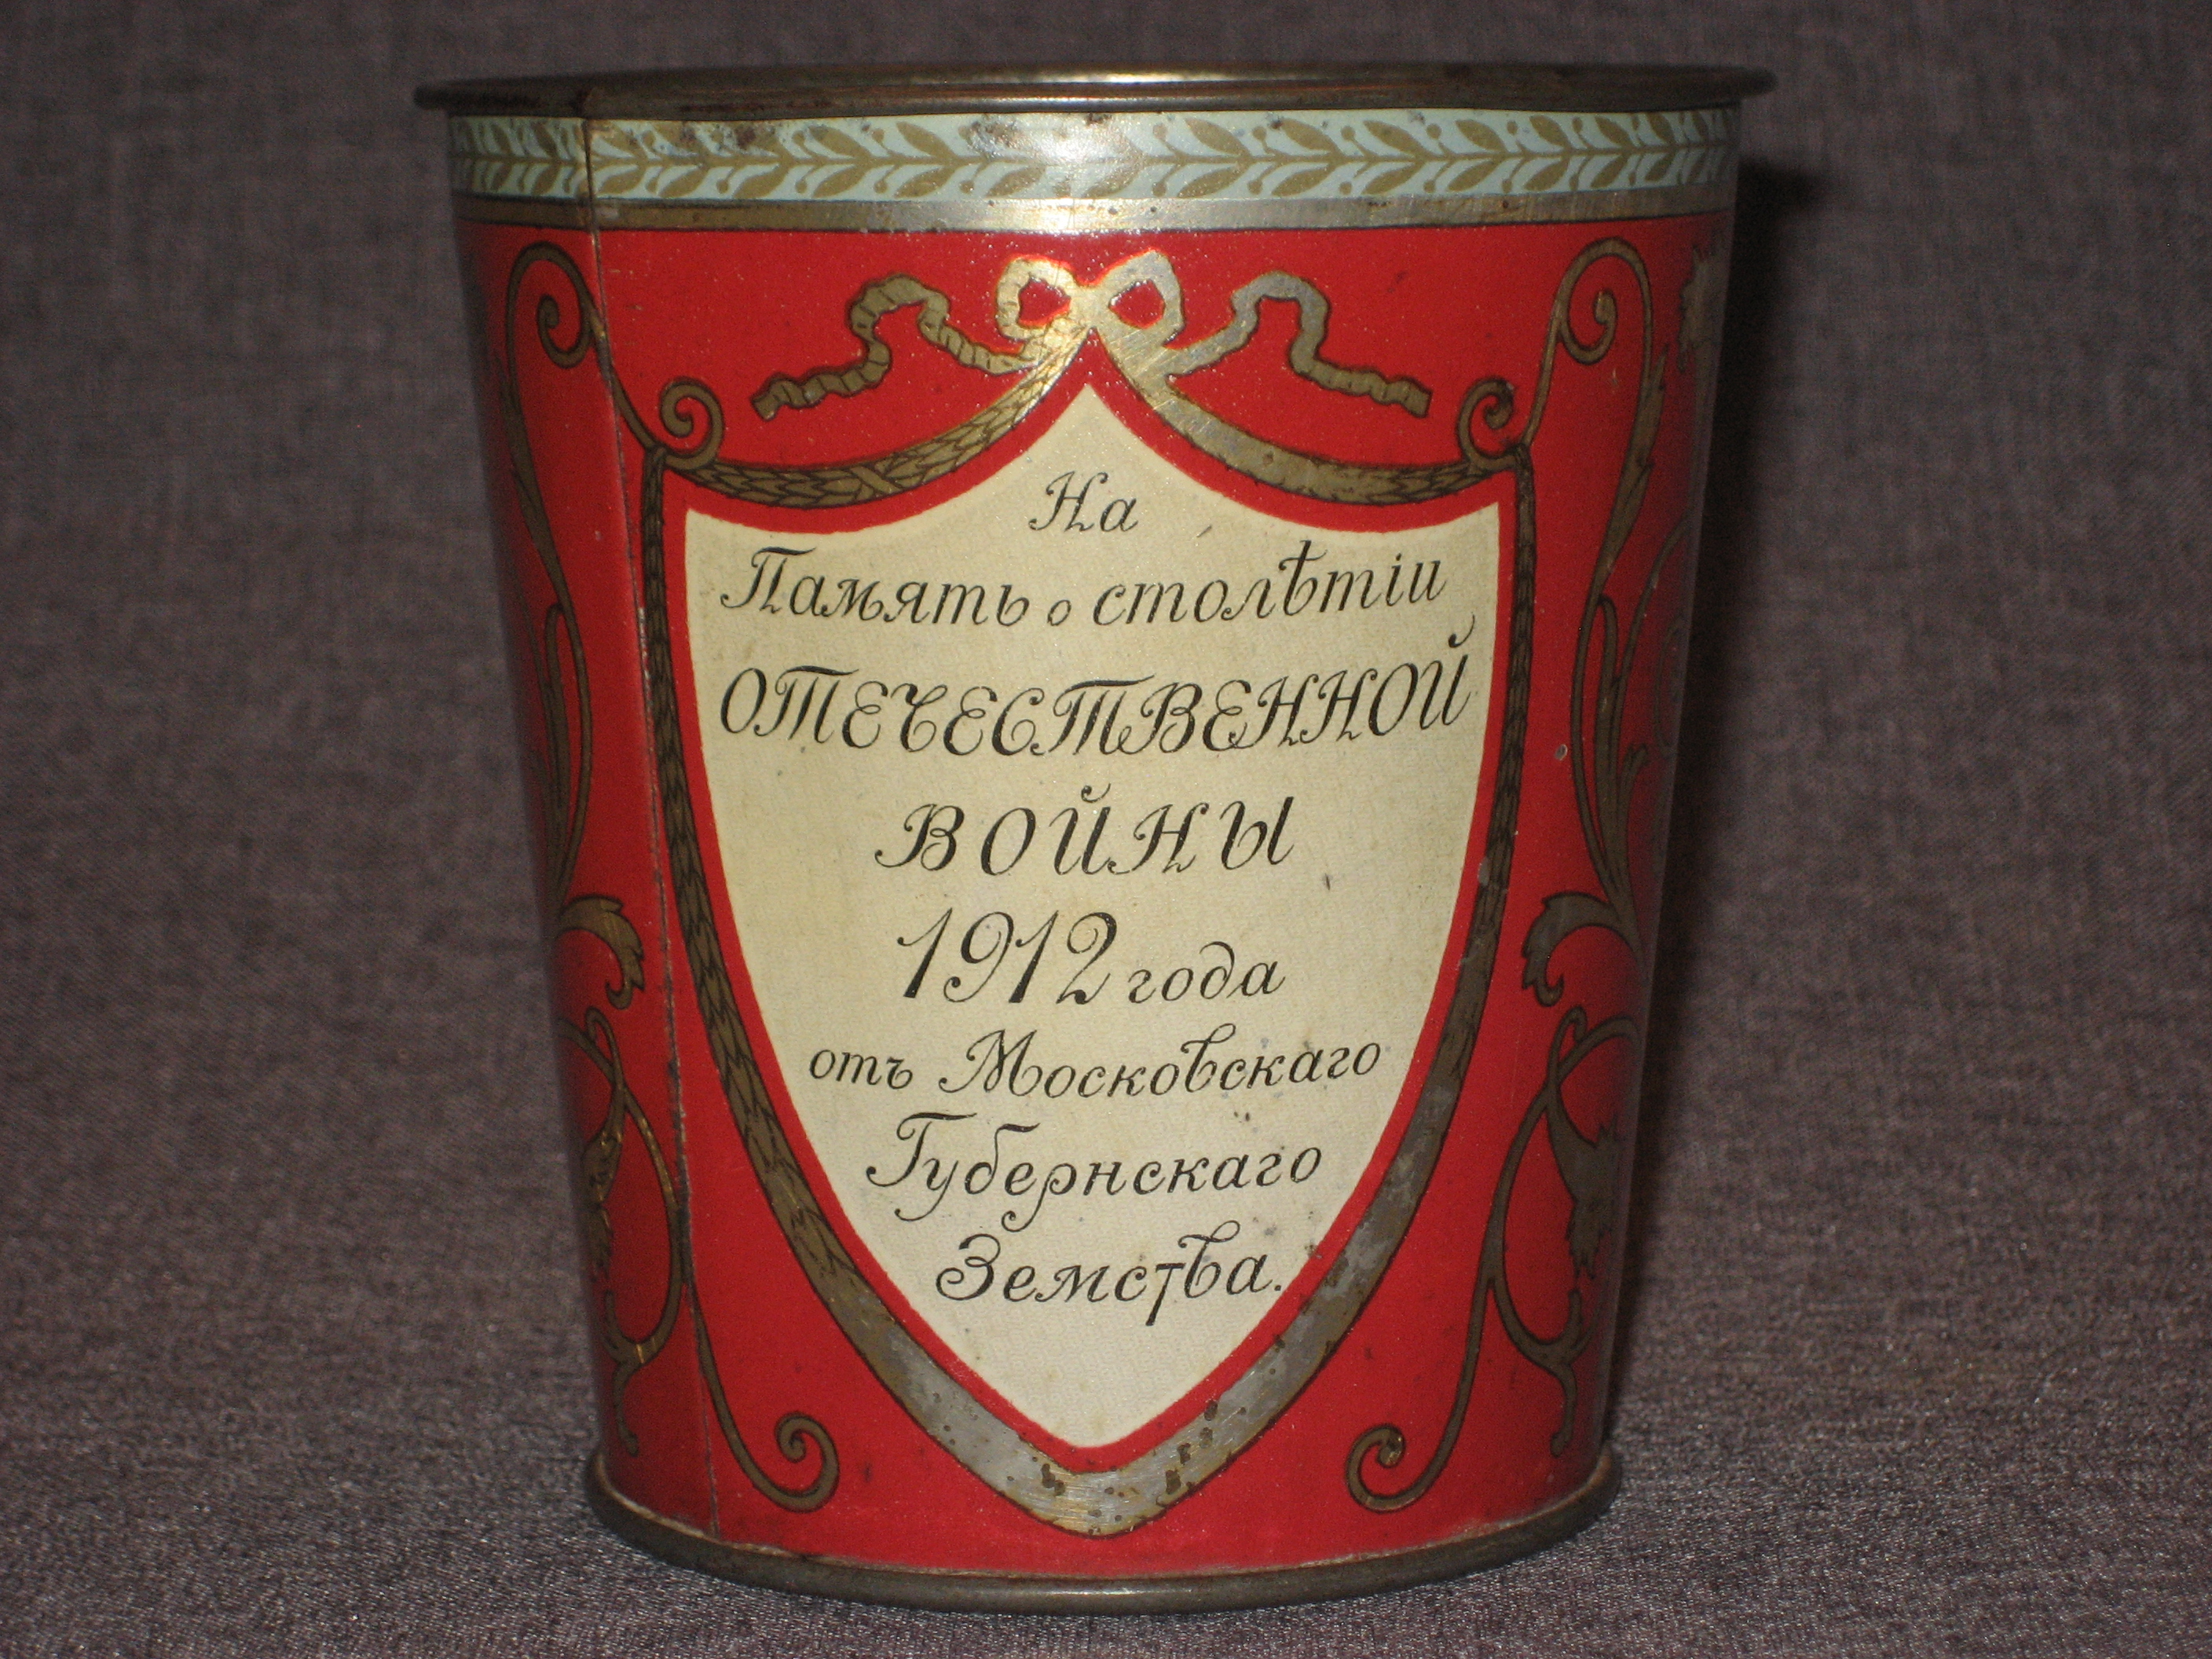 На
Память о столѣтіи
ОТЕЧЕСТВЕННОЙ
ВОЙНЫ
1912 года
отъ Московскаго
Губернскаго
Земства.